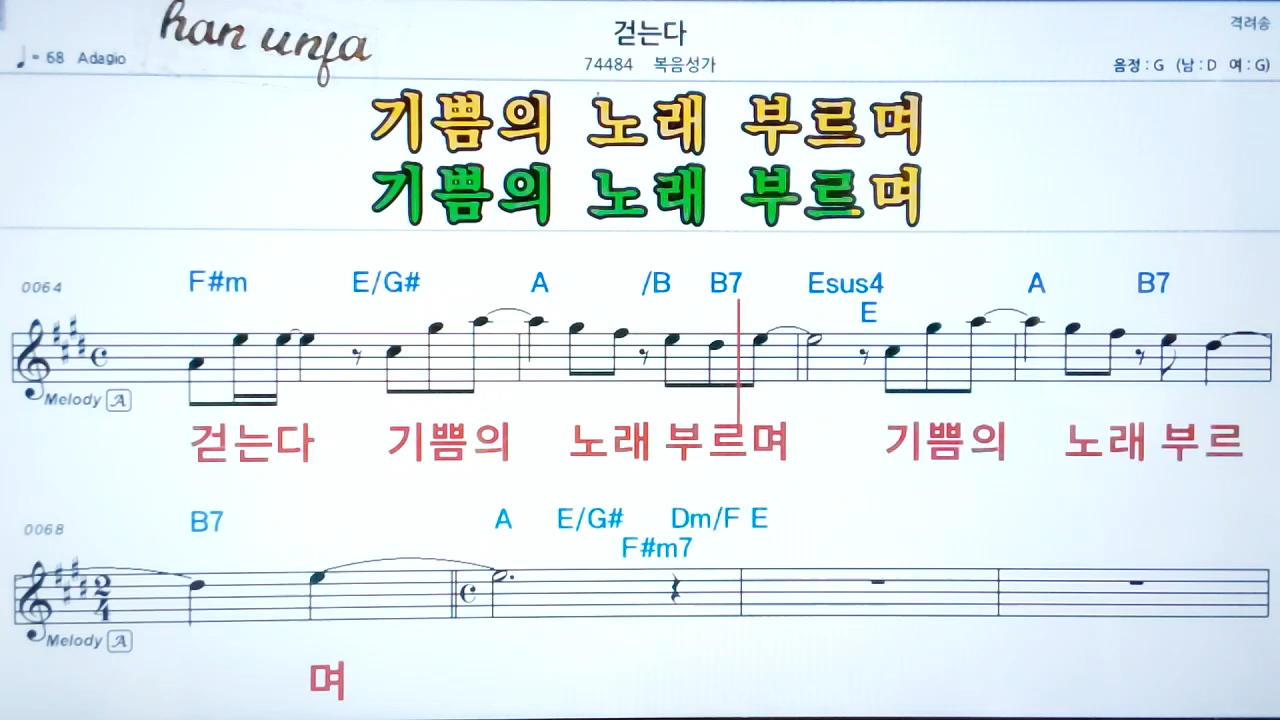 han unfa
걷는다
격려송
♩= 68 Adagio
74484 복음성가
음정 : G (남 : D 여 : G)
기쁨의 노래 부르며
기쁨의 노래 부르며
0064 F#m E/G# A /B B7 Esus4 A B7
E
Melody A
걷는다 기쁨의 노래 부르며 기쁨의 노래 부르
0068 B7 A E/G# Dm/F E
F#m7
2/4
Melody A
며